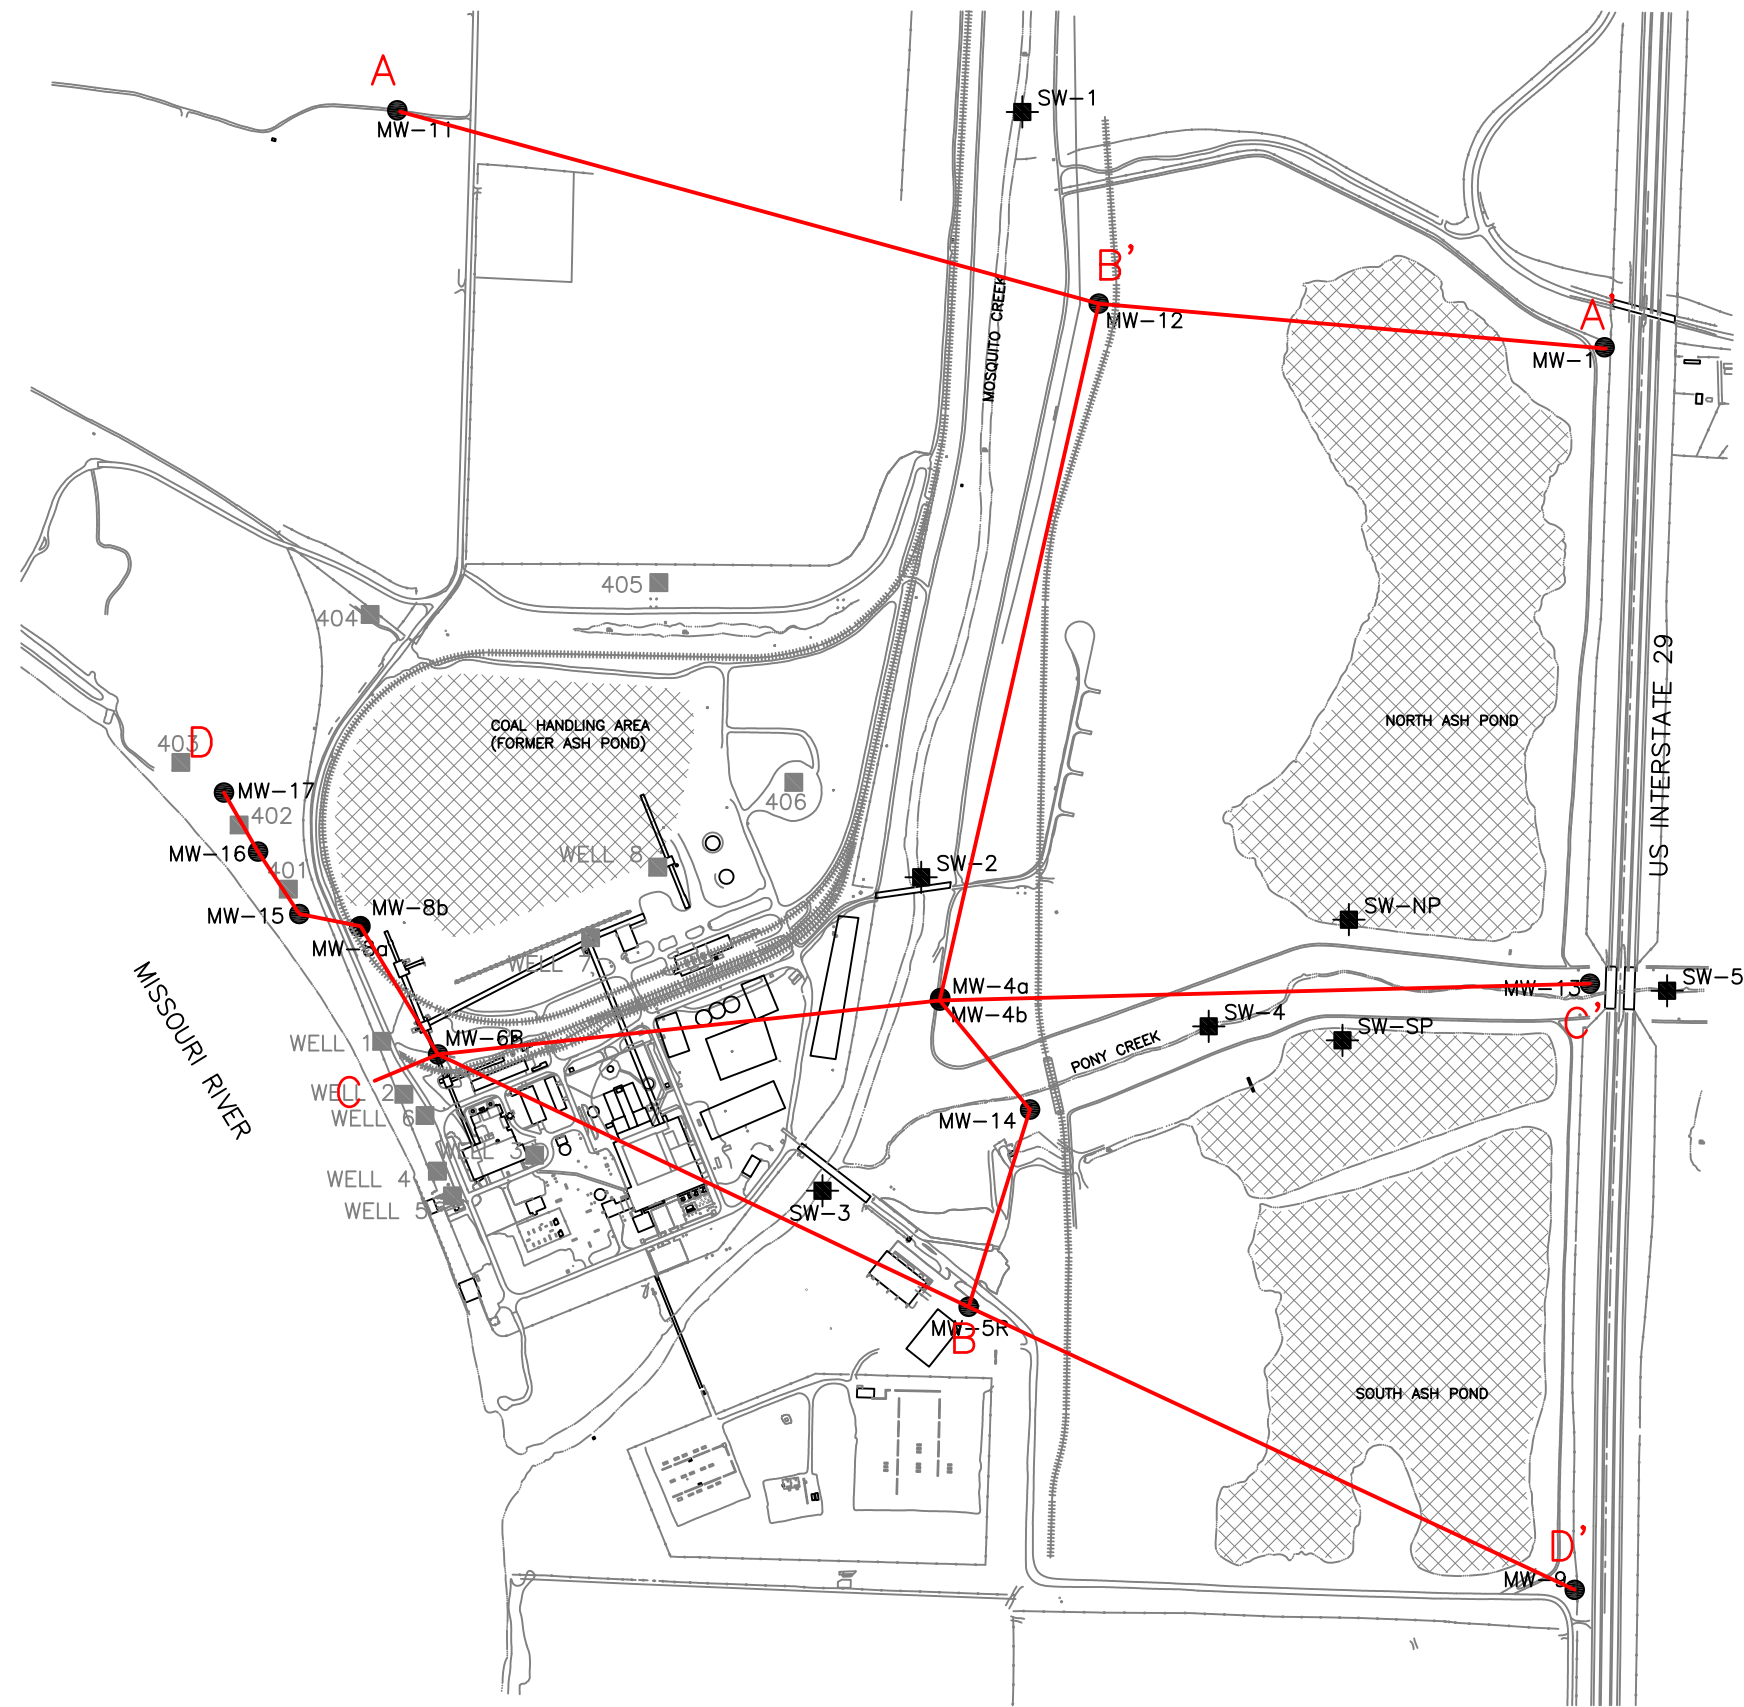 A
MW-11
SW-1
B'
MW-12
MOSQUITO CREEK
A'
MW-1
405
404
COAL HANDLING AREA
(FORMER ASH POND)
NORTH ASH POND
US INTERSTATE 29
403
D
MW-17
402
406
MW-16
WELL 8
SW-2
401
MW-15
MW-8b
MW-8a
SW-NP
WELL 7
MISSOURI RIVER
MW-4a
MW-4b
MW-13
SW-5
C'
SW-4
SW-SP
WELL 1
MW-6R
PONY CREEK
C
WELL 2
WELL 6
MW-14
WELL 3
WELL 4
WELL 5
SW-3
MW-5R
B
SOUTH ASH POND
D'
MW-9